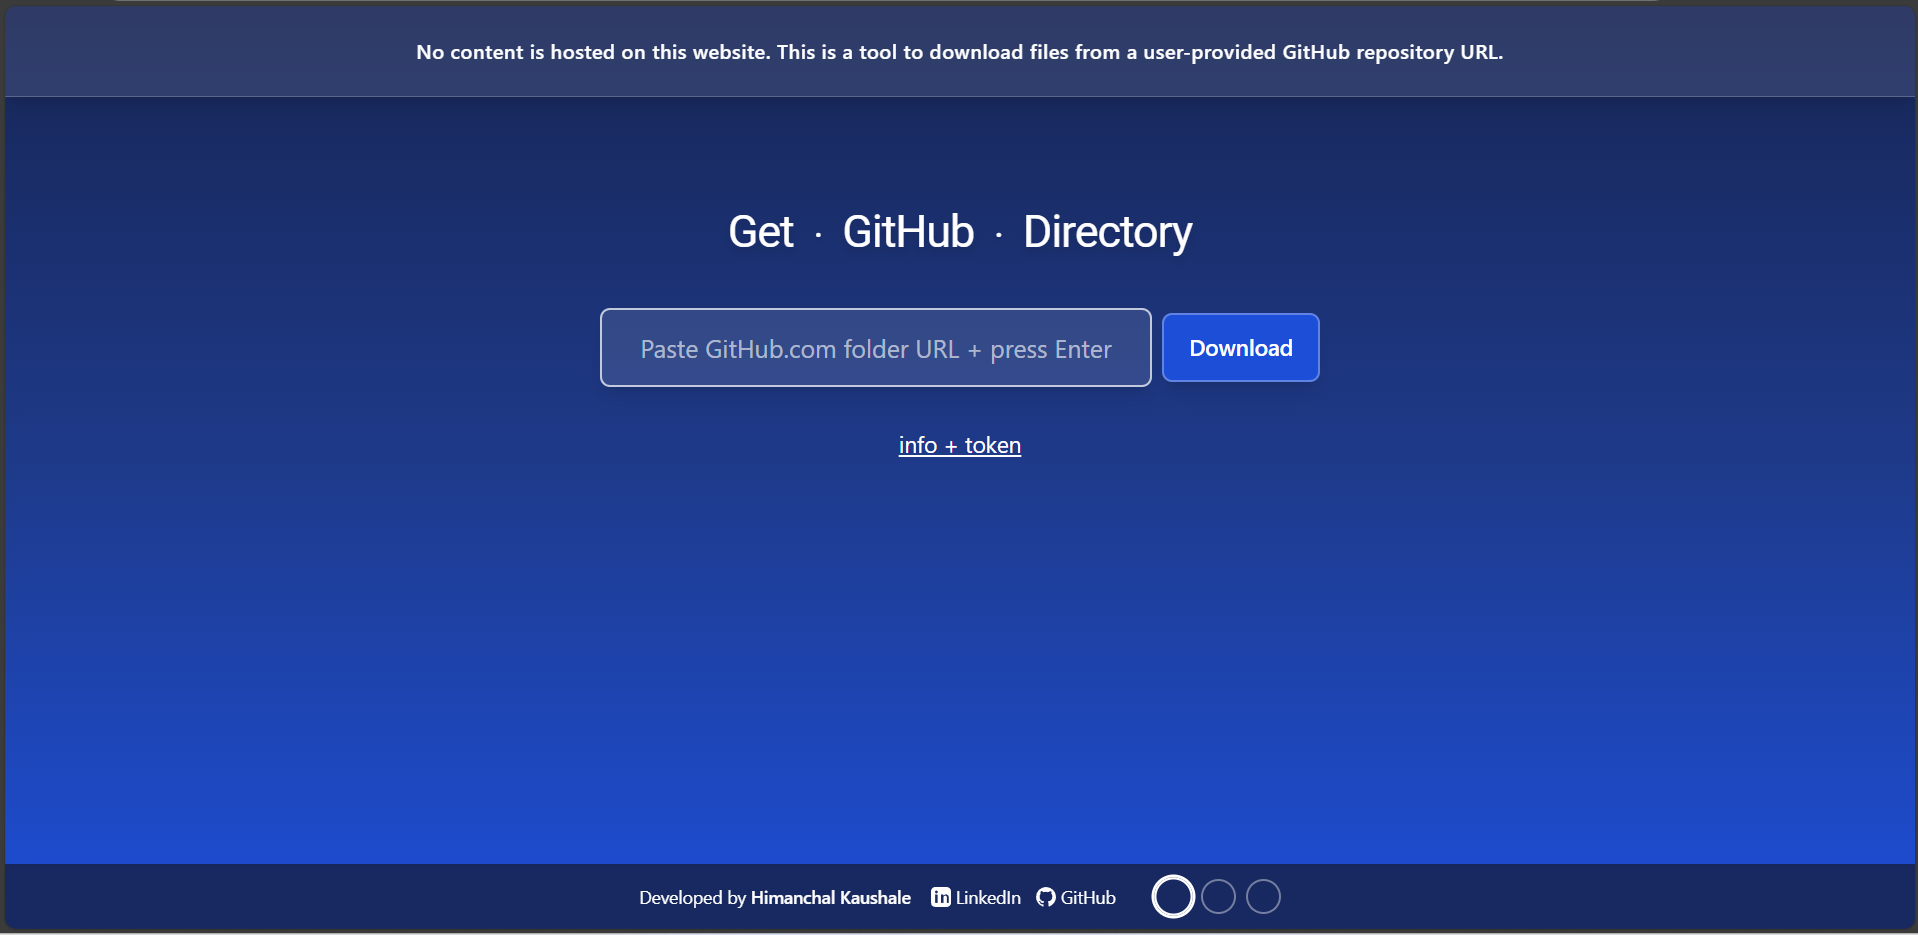 No content is hosted on this website. This is a tool to download files from a user-provided GitHub repository URL.
Get · GitHub · Directory
Paste GitHub.com folder URL + press Enter
Download
info + token
Developed by Himanchal Kaushale in LinkedIn GitHub